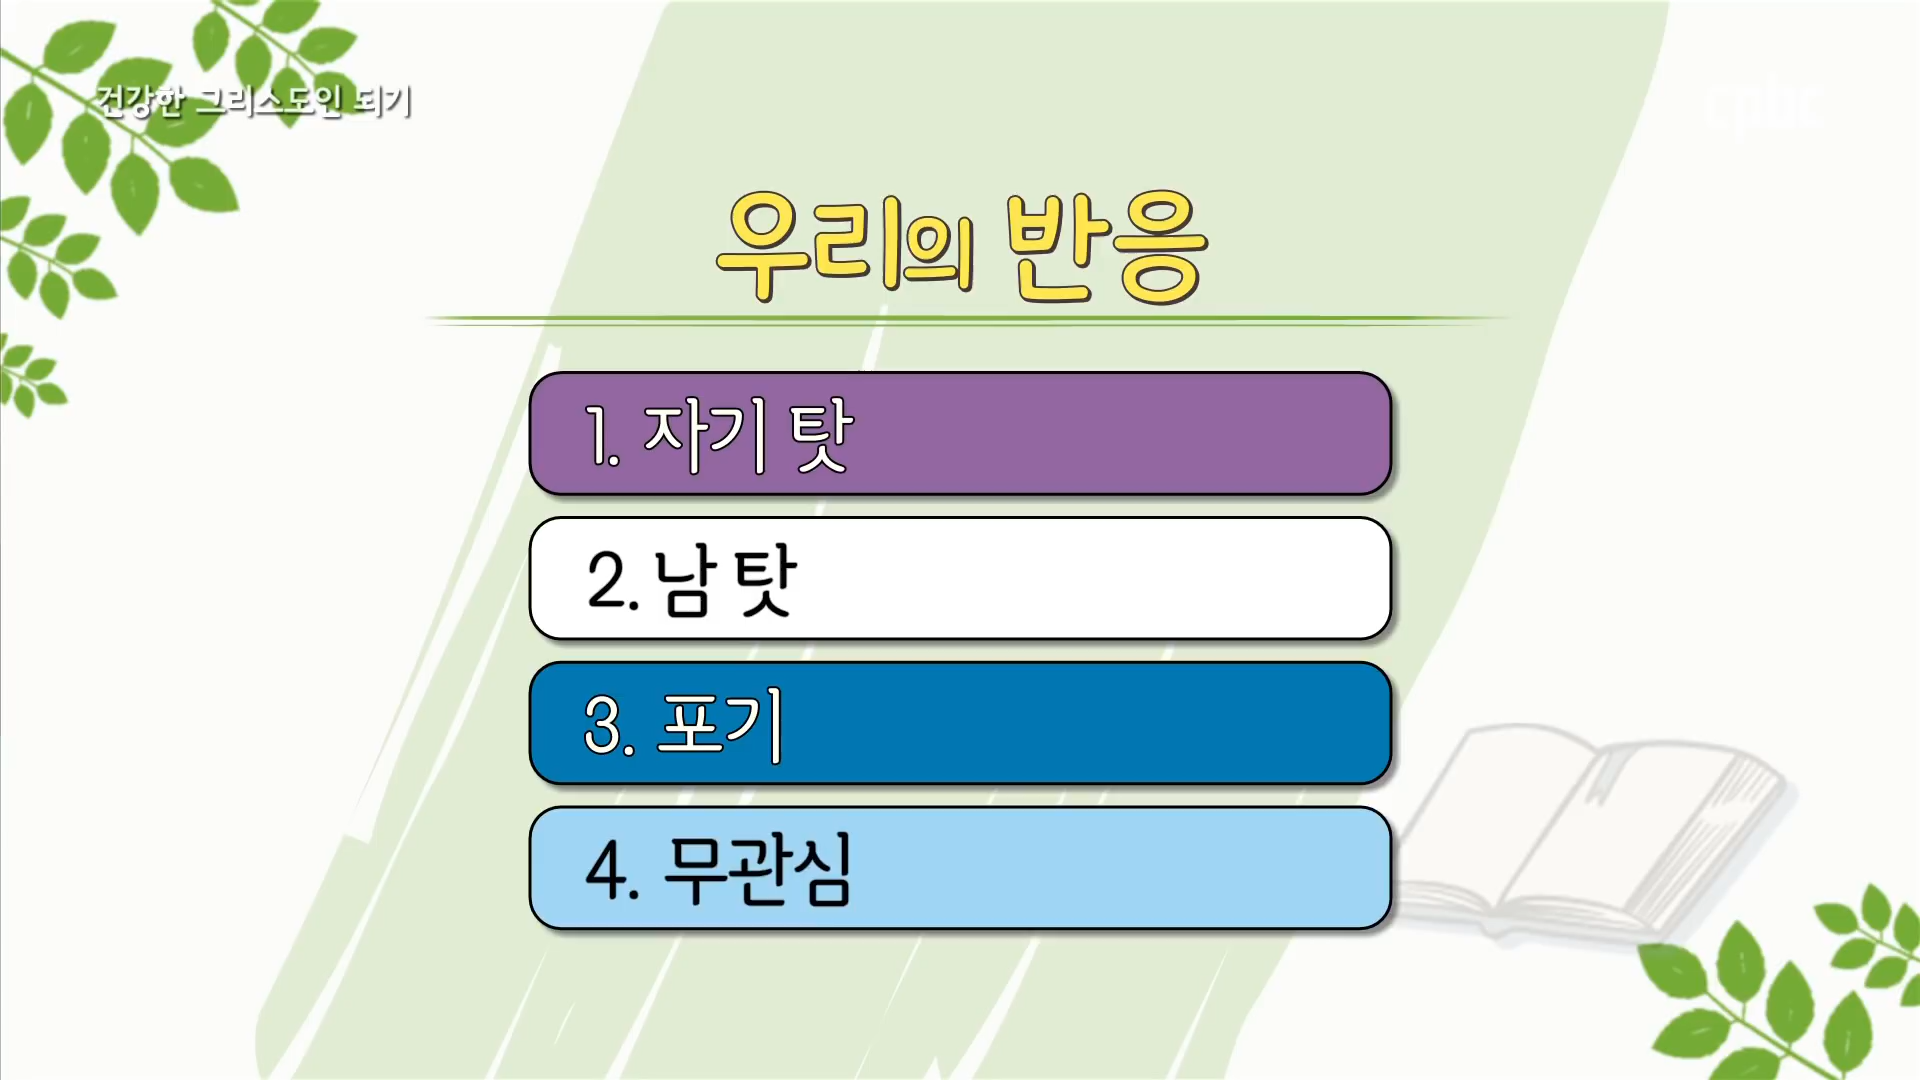 건강한 그리스도인 되기
cpbc
우리의 반응
1. 자기 탓
2. 남 탓
3. 포기
4. 무관심